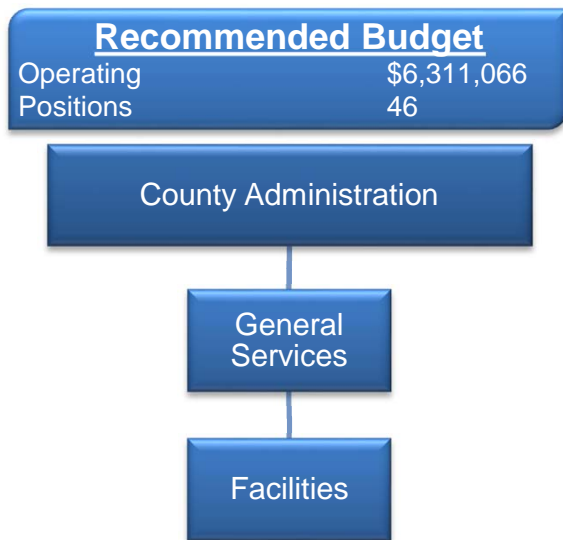 Recommended Budget
Operating $6,311,066
Positions 46
County Administration
General
Services
Facilities